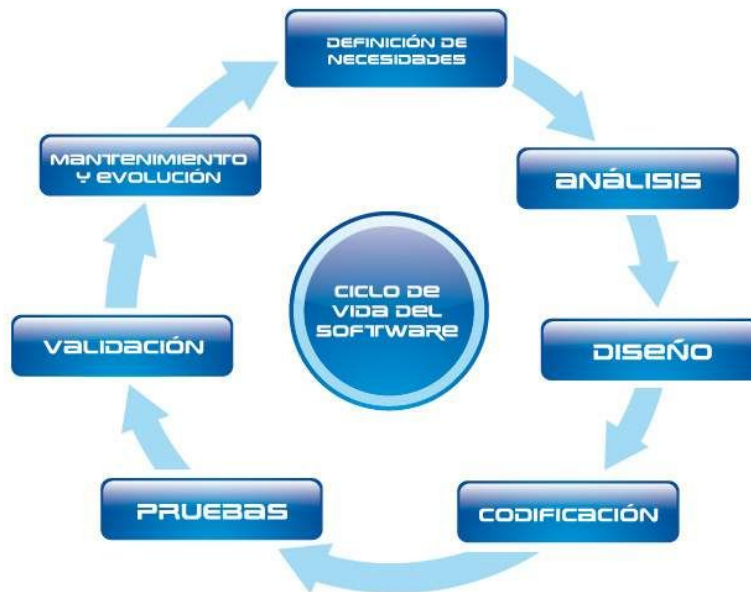 DEFINICIÓN DE
NECESIDADES
ANÁLISIS
DISEÑO
CODIFICACIÓN
PRUEBAS
VALIDACIÓN
MANTENIMIENTO
Y EVOLUCIÓN
CICLO DE
VIDA DEL
SOFTWARE